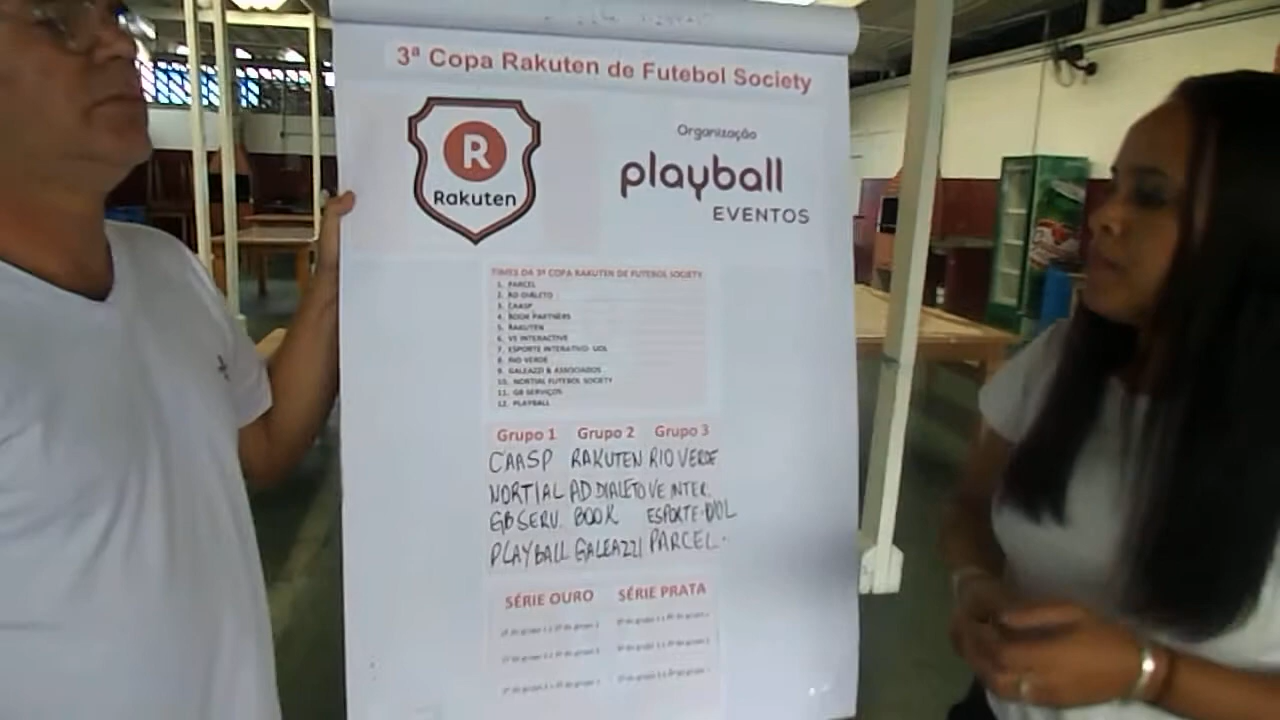 3ª Copa Rakuten de Futebol Society
R
Rakuten
Organização
playball
EVENTOS
TIMES DA 3ª COPA RAKUTEN DE FUTEBOL SOCIETY
1. PARCEL
2. AD DIALETO
3. CAASP
4. BOOK PARTNERS
5. RAKUTEN
6. VE INTERACTIVE
7. ESPORTE INTERATIVO- UOL
8. RIO VERDE
9. GALEAZZI & ASSOCIADOS
10. NORTIAL FUTEBOL SOCIETY
11. GB SERVIÇOS
12. PLAYBALL
Grupo 1 Grupo 2 Grupo 3
CAASP RAKUTEN RIO VERDE
NORTIAL AD DIALETO VE INTER.
GB SERV. BOOK ESPORTE-UOL
PLAYBALL GALEAZZI PARCEL.
SÉRIE OURO SÉRIE PRATA